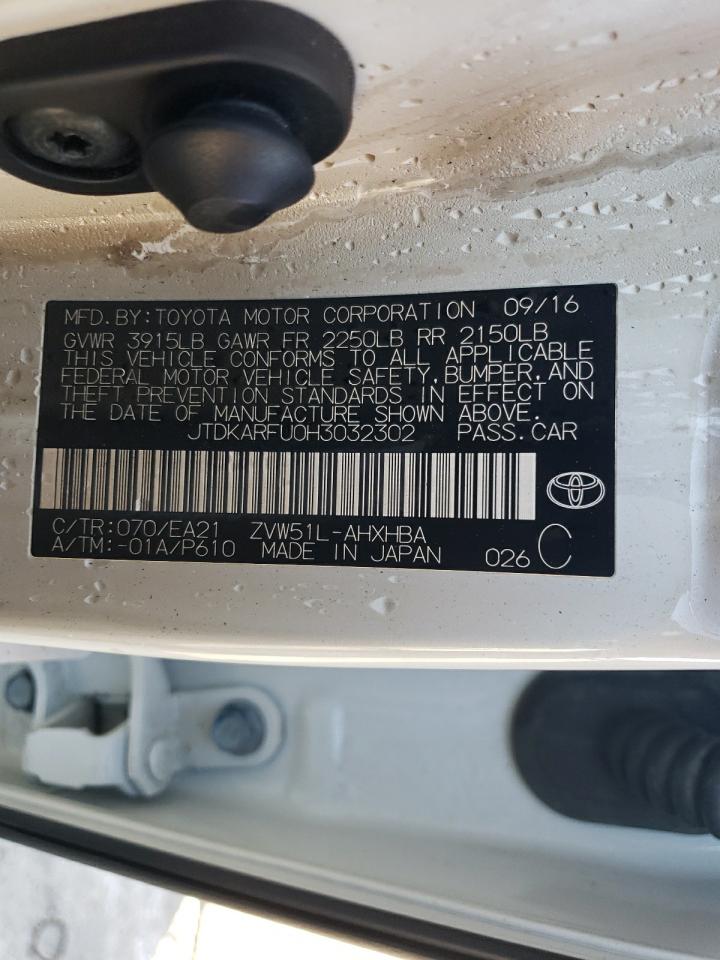 MFD.BY:TOYOTA MOTOR CORPORATION 09/16
GVWR 3915LB GAWR FR 2250LB RR 2150LB
THIS VEHICLE CONFORMS TO ALL APPLICABLE
FEDERAL MOTOR VEHICLE SAFETY,BUMPER,AND
THEFT PREVENTION STANDARDS IN EFFECT ON
THE DATE OF MANUFACTURE SHOWN ABOVE.
JTDKARFU0H3032302 PASS.CAR
C/TR:070/EA21 ZVW51L-AHXHBA
A/TM:-01A/P610 MADE IN JAPAN 026 C